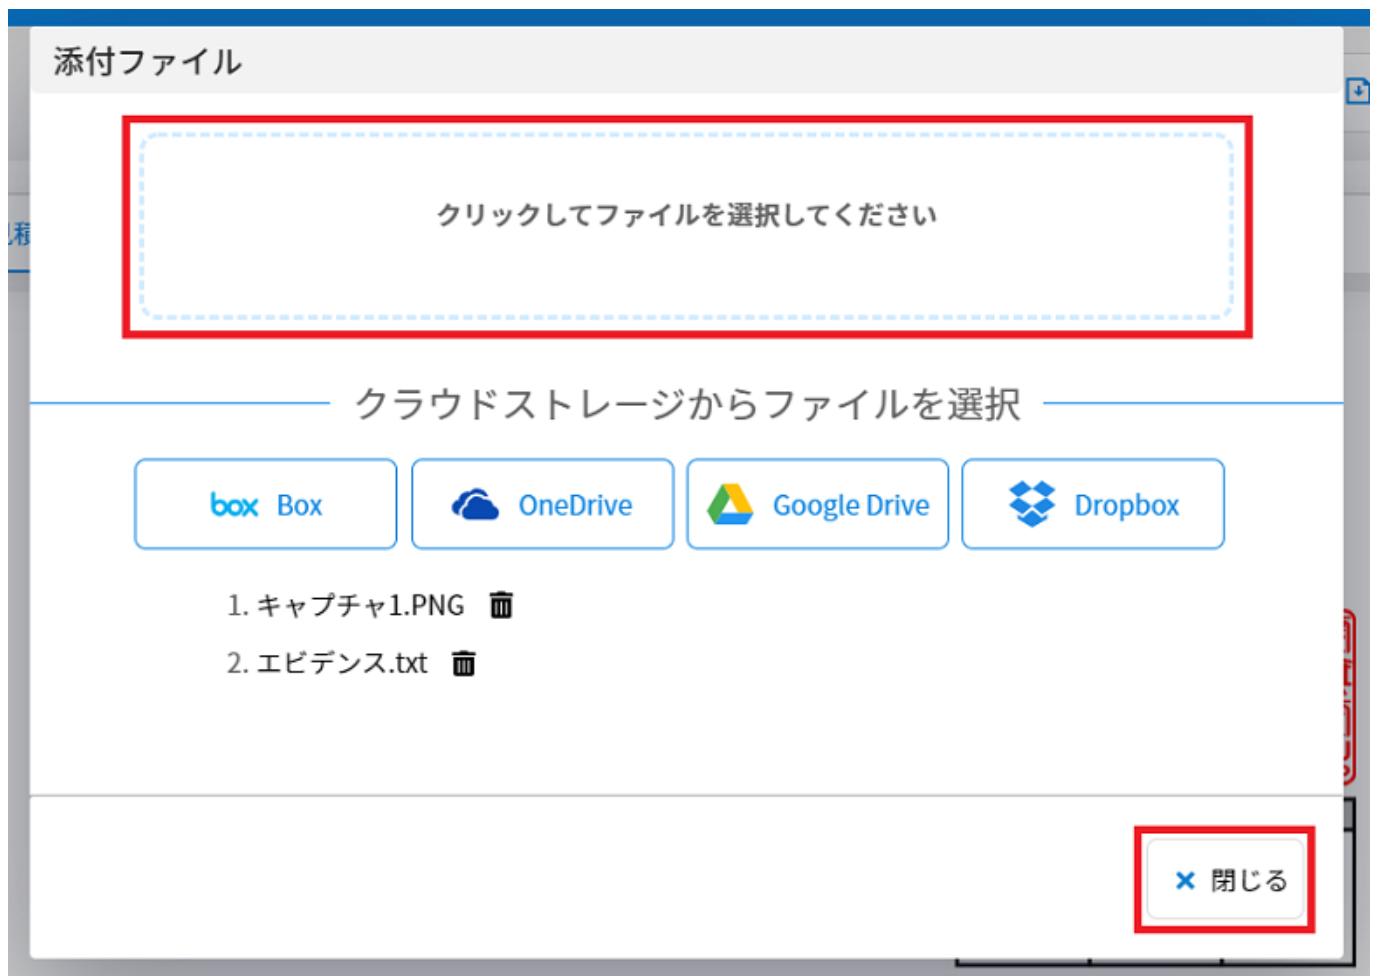 添付ファイル
クリックしてファイルを選択してください
クラウドストレージからファイルを選択
box Box
OneDrive
Google Drive
Dropbox
1. キャプチャ1.PNG
2. エビデンス.txt
× 閉じる